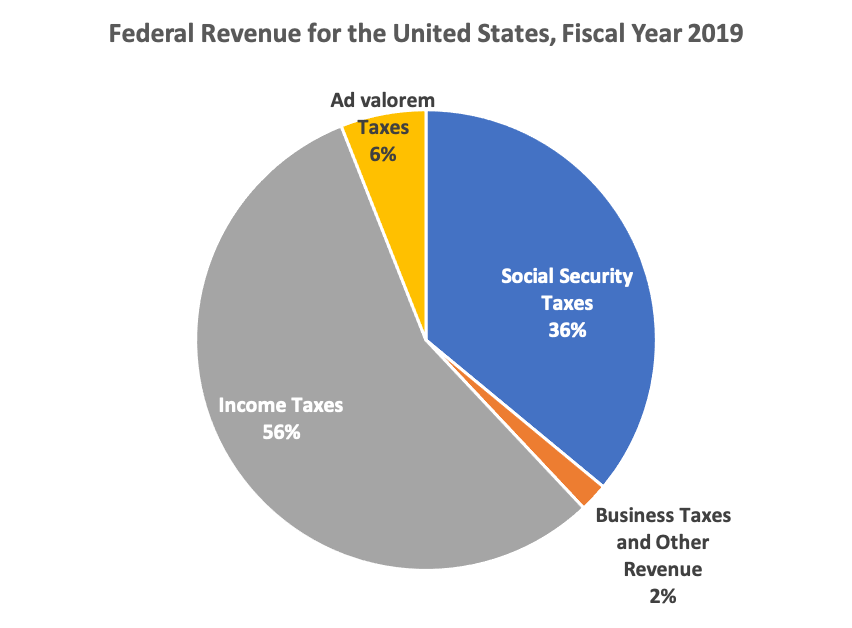 Federal Revenue for the United States, Fiscal Year 2019
Ad valorem
Taxes
6%
Social Security
Taxes
36%
Income Taxes
56%
Business Taxes
and Other
Revenue
2%